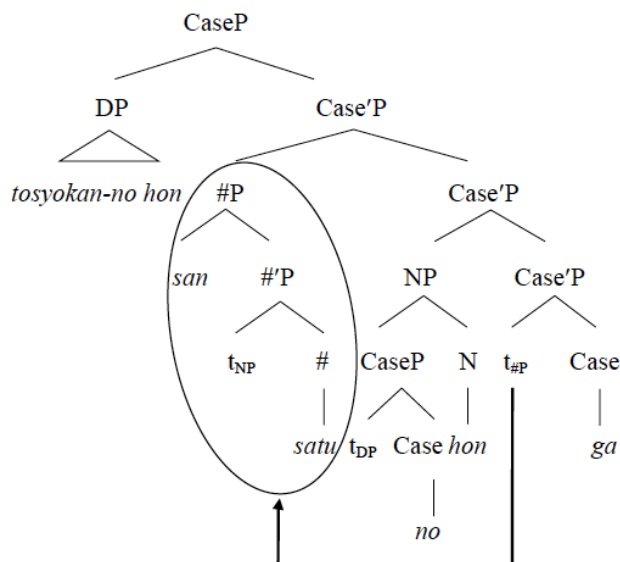 CaseP
DP Case′P
tosyokan-no hon #P Case′P
san #′P NP Case′P
t_NP # CaseP N t_#P Case
satu t_DP Case hon ga
no